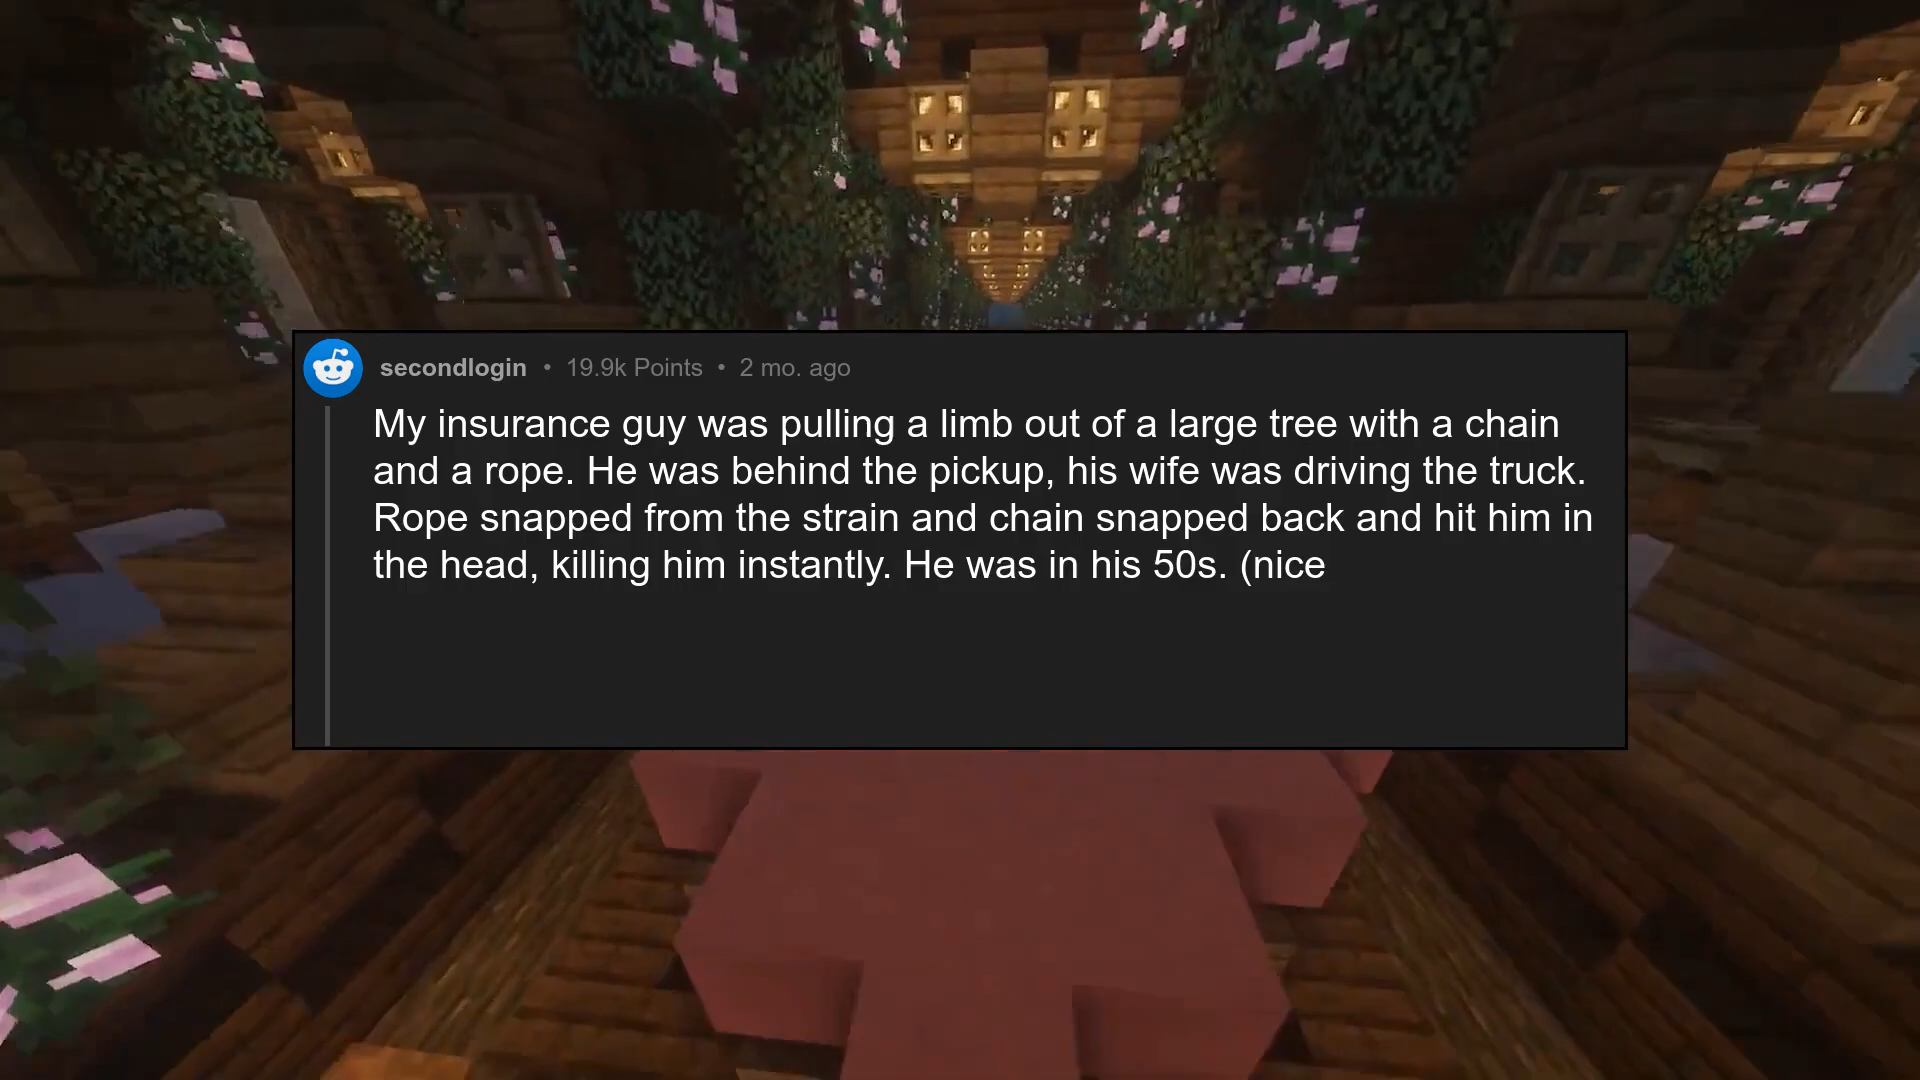 secondlogin • 19.9k Points • 2 mo. ago
My insurance guy was pulling a limb out of a large tree with a chain
and a rope. He was behind the pickup, his wife was driving the truck.
Rope snapped from the strain and chain snapped back and hit him in
the head, killing him instantly. He was in his 50s. (nice